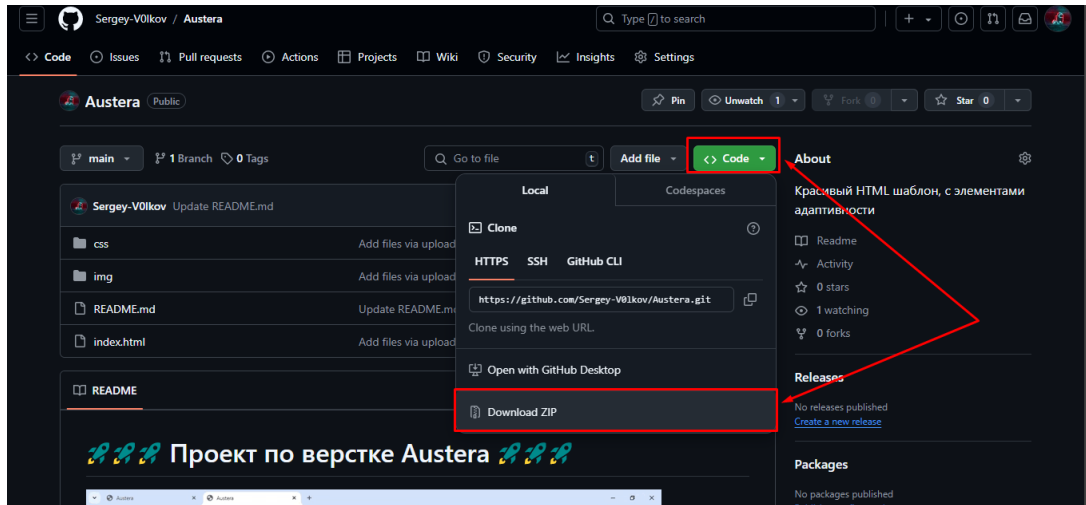 Sergey-V0lkov / Austera
Type / to search
Code Issues Pull requests Actions Projects Wiki Security Insights Settings
Austera Public
Pin Unwatch 1 Fork 0 Star 0
main 1 Branch 0 Tags
Go to file t
Add file
Code
About
Local Codespaces
Красивый HTML шаблон, с элементами
адаптивности
Sergey-V0lkov Update README.md
Clone
HTTPS SSH GitHub CLI
https://github.com/Sergey-V0lkov/Austera.git
Clone using the web URL.
Open with GitHub Desktop
Download ZIP
css Add files via upload
img Add files via upload
README.md Update README.m
index.html Add files via upload
Readme
Activity
0 stars
1 watching
0 forks
Releases
No releases published
Create a new release
Packages
No packages published
README
Проект по верстке Austera
Austera Austera